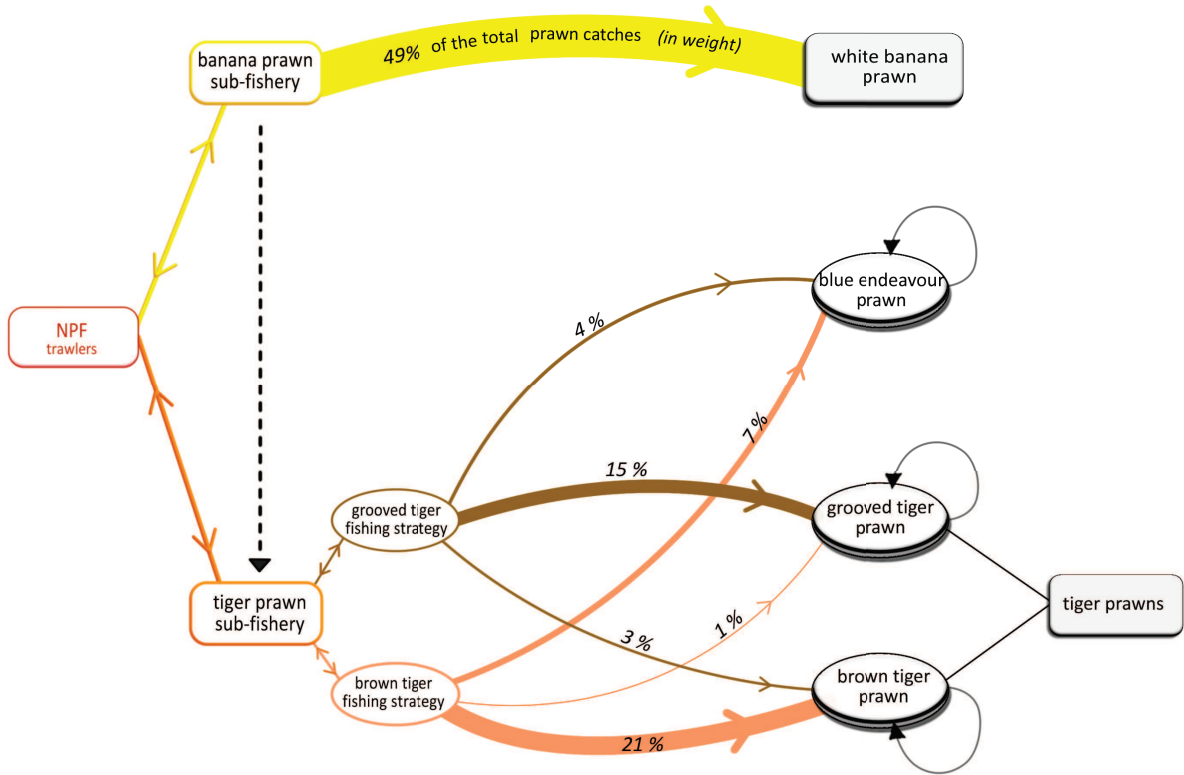 banana prawn
sub-fishery
49% of the total prawn catches (in weight)
white banana
prawn
NPF
trawlers
blue endeavour
prawn
4 %
7 %
15 %
grooved tiger
fishing strategy
grooved tiger
prawn
tiger prawn
sub-fishery
tiger prawns
3 %
1 %
brown tiger
fishing strategy
brown tiger
prawn
21 %